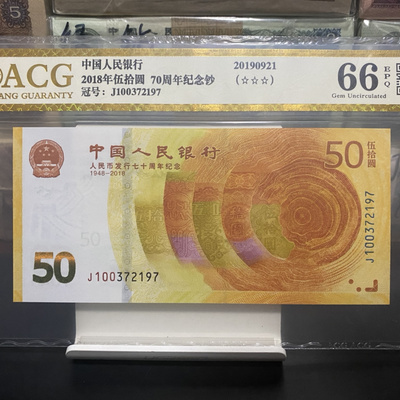 ACG
ANG GUARANTY
中国人民银行
2018年伍拾圆 70周年纪念钞
冠号: J100372197
20190921
(☆☆☆)
66
EPQ
Gem Uncirculated
中国人民银行
人民币发行七十周年纪念
1948-2018
50
伍拾圆
J100372197
50
50
J100372197